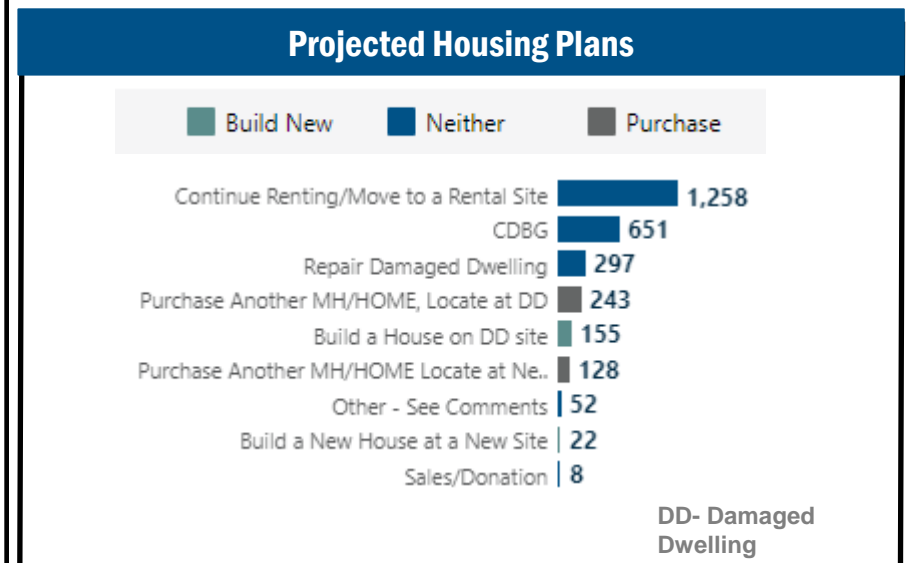 Projected Housing Plans
Build New Neither Purchase
Continue Renting/Move to a Rental Site 1,258
CDBG 651
Repair Damaged Dwelling 297
Purchase Another MH/HOME, Locate at DD 243
Build a House on DD site 155
Purchase Another MH/HOME Locate at Ne.. 128
Other - See Comments 52
Build a New House at a New Site 22
Sales/Donation 8
DD- Damaged
Dwelling